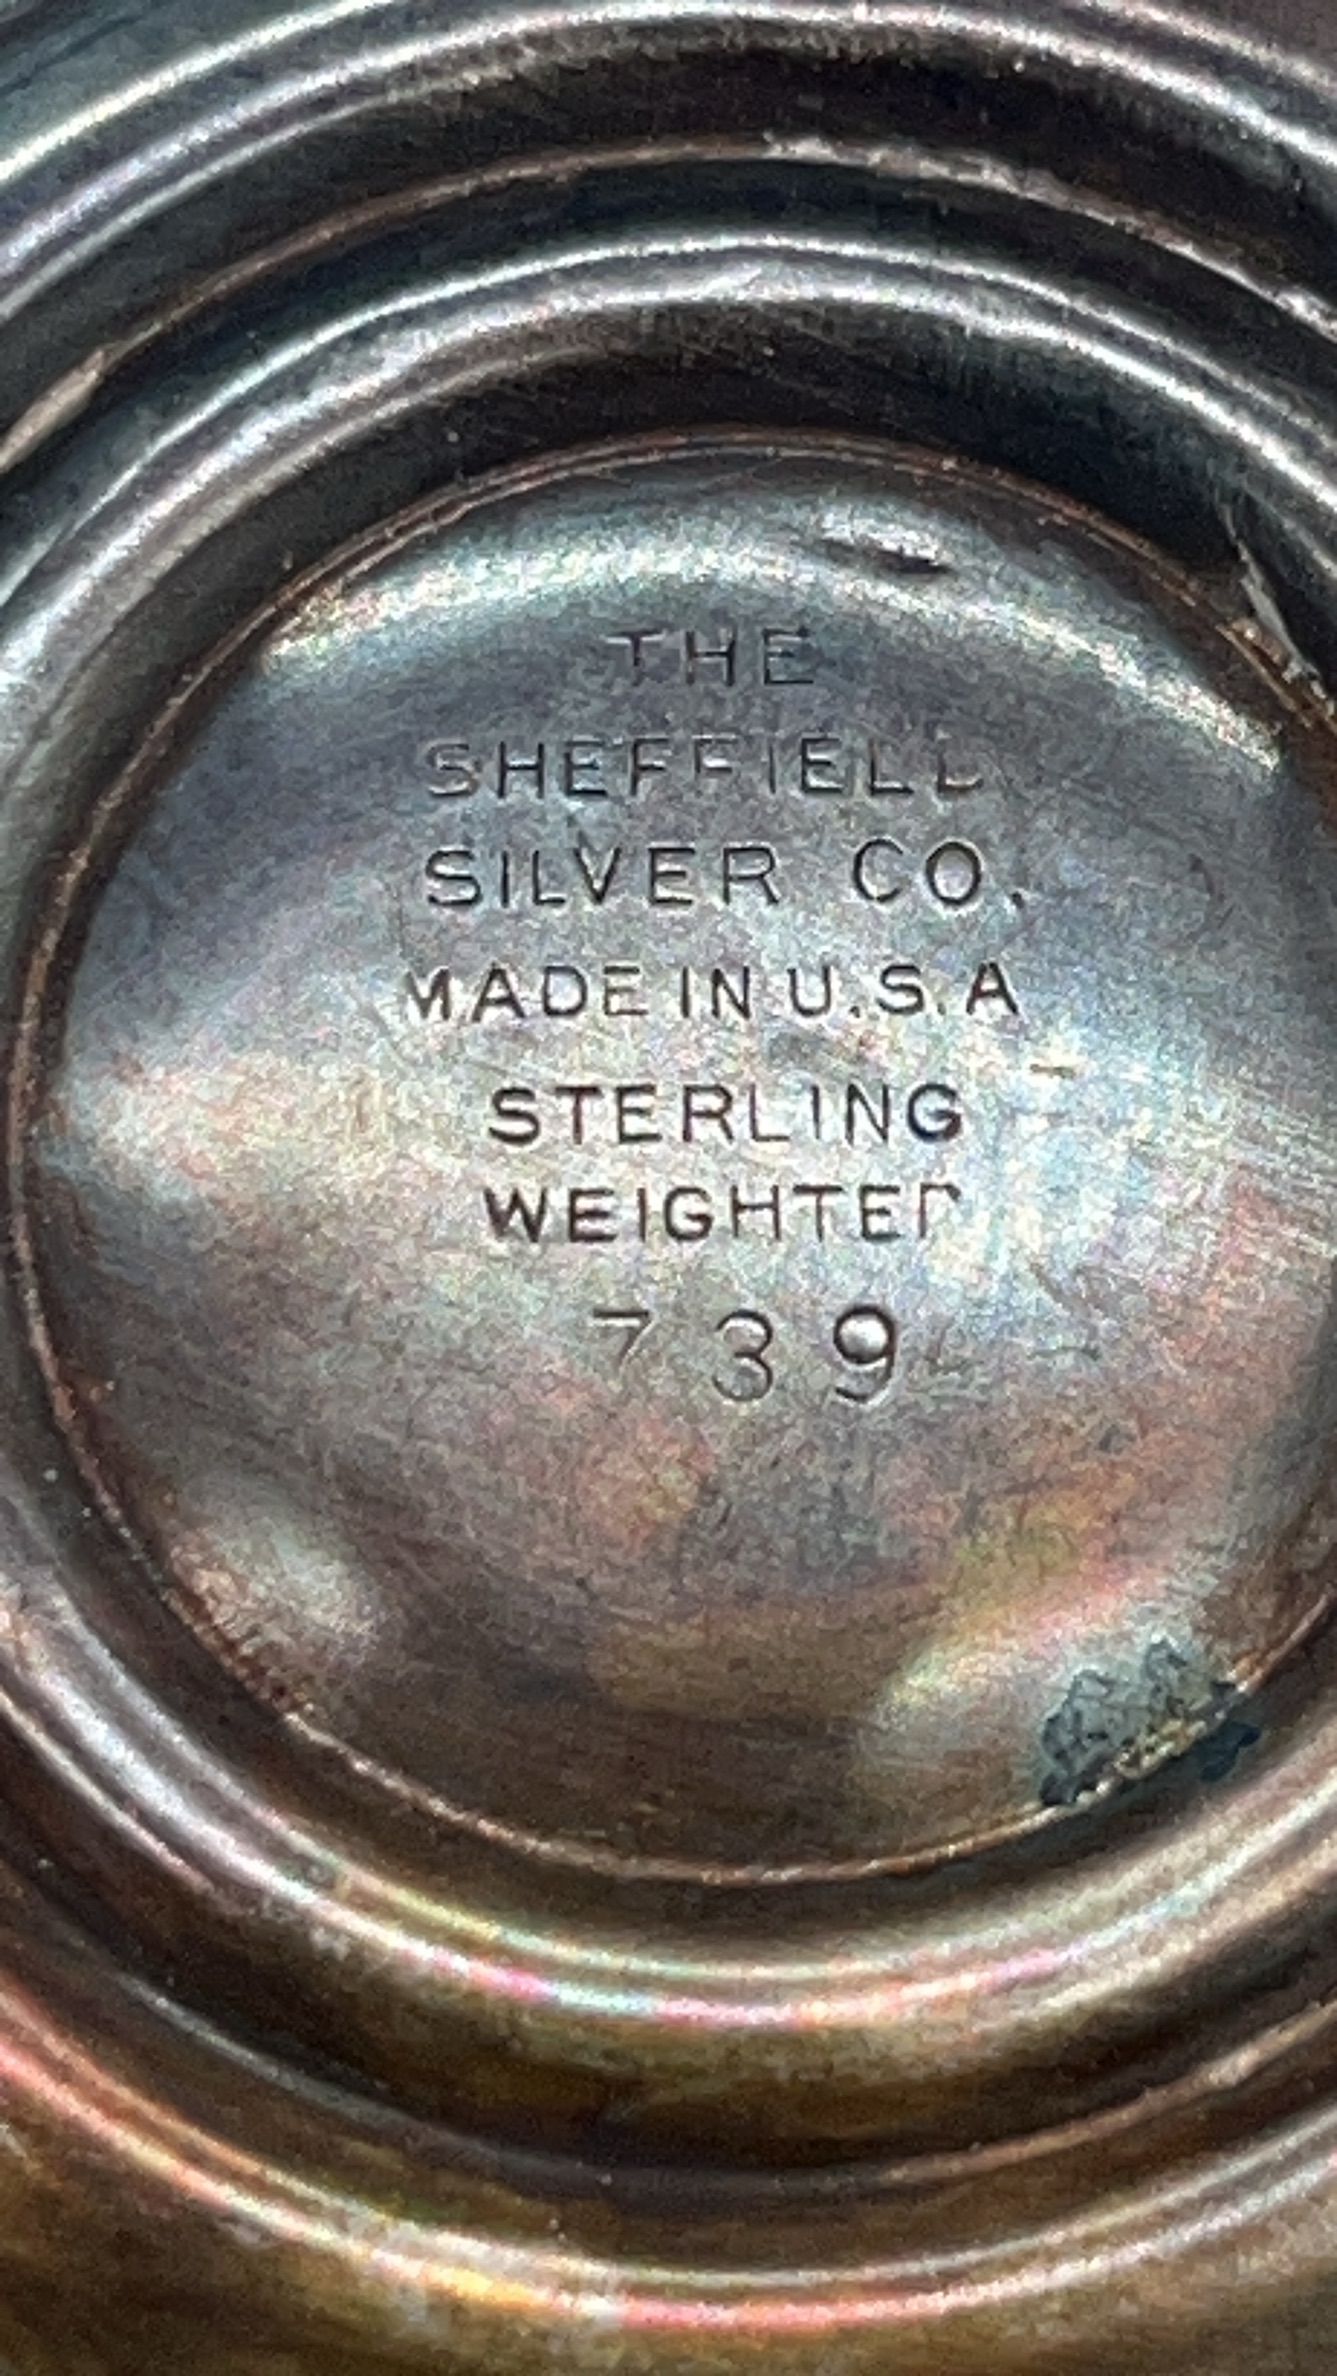 THE
SHEFFIELD
SILVER CO.
MADE IN U.S.A
STERLING
WEIGHTED
739